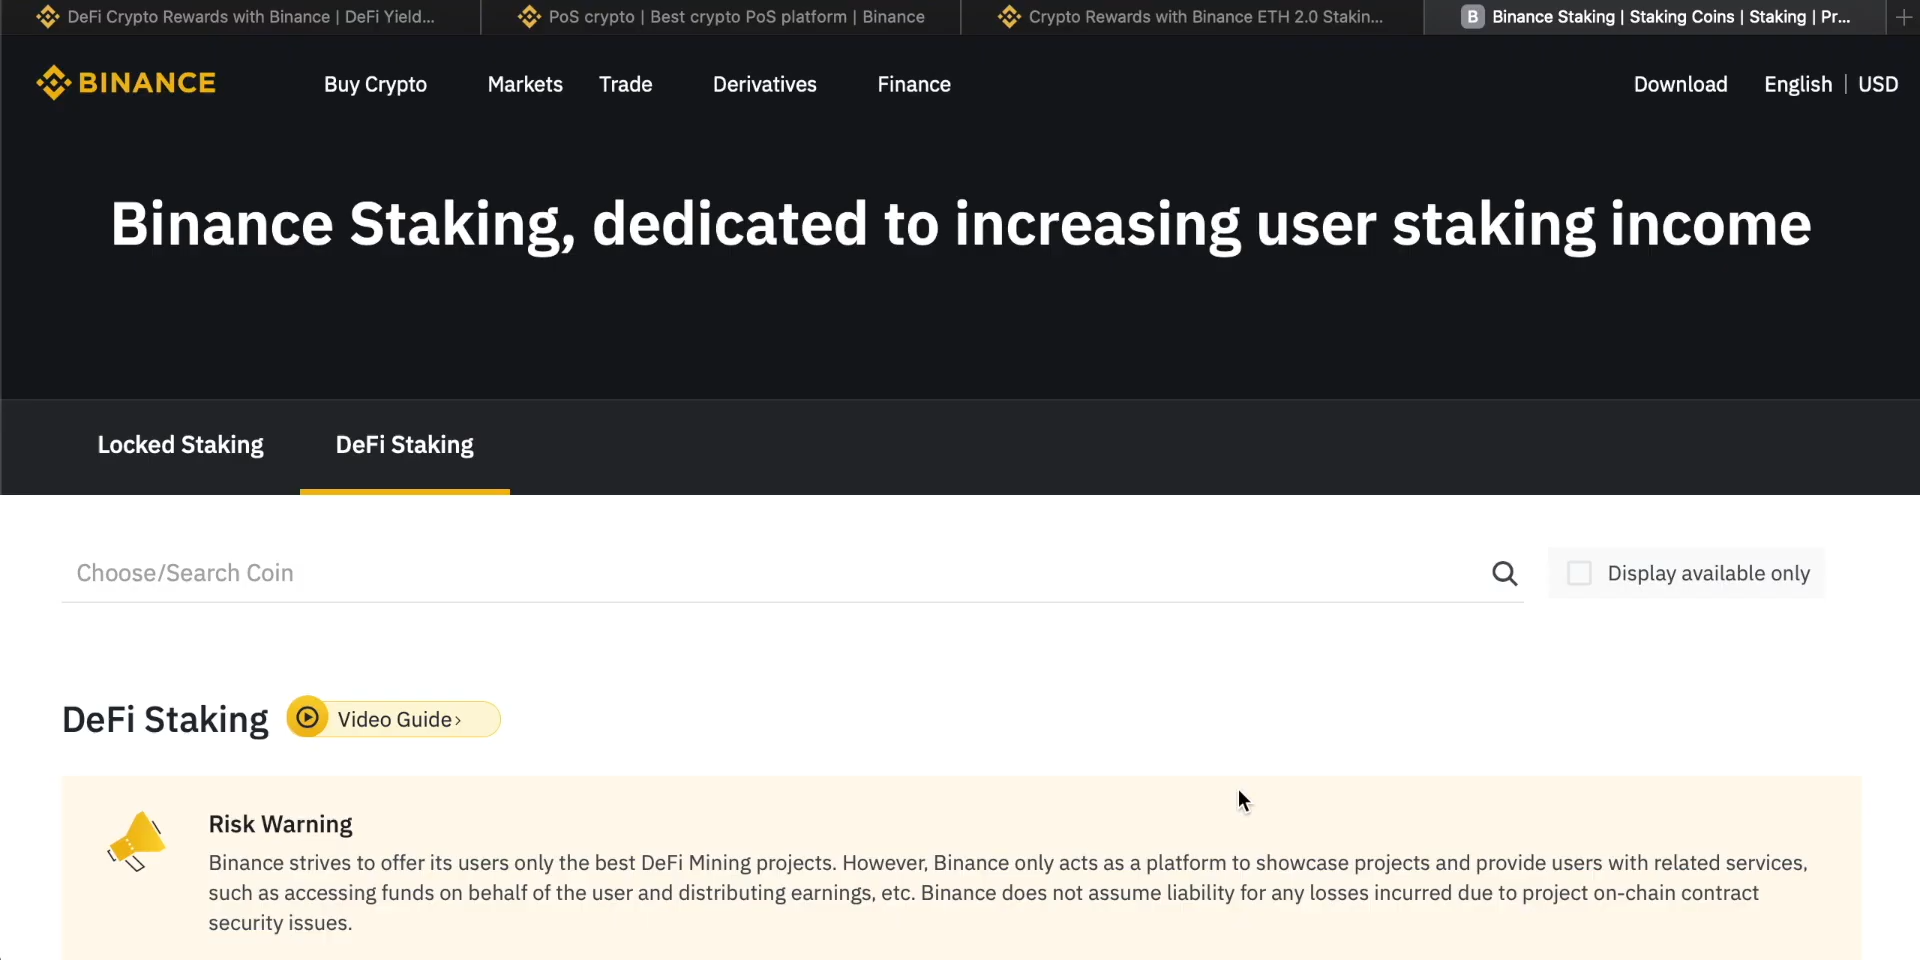 DeFi Crypto Rewards with Binance | DeFi Yield...
PoS crypto | Best crypto PoS platform | Binance
Crypto Rewards with Binance ETH 2.0 Stakin...
B Binance Staking | Staking Coins | Staking | Pr...
BINANCE
Buy Crypto
Markets
Trade
Derivatives
Finance
Download
English | USD
Binance Staking, dedicated to increasing user staking income
Locked Staking
DeFi Staking
Choose/Search Coin
Display available only
DeFi Staking
Video Guide›
Risk Warning
Binance strives to offer its users only the best DeFi Mining projects. However, Binance only acts as a platform to showcase projects and provide users with related services,
such as accessing funds on behalf of the user and distributing earnings, etc. Binance does not assume liability for any losses incurred due to project on-chain contract
security issues.